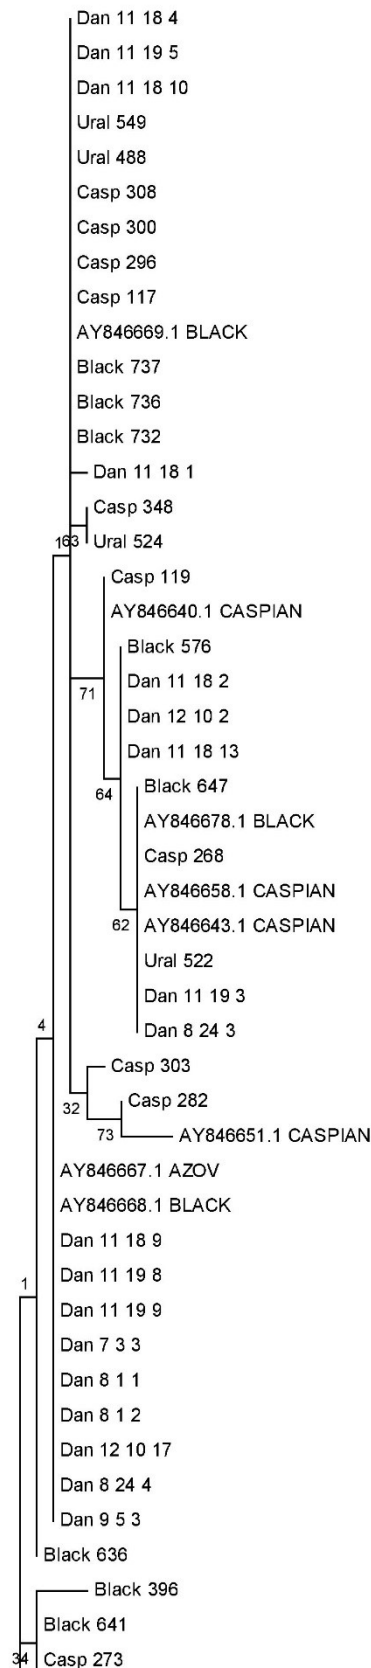 Dan 11 18 4
Dan 11 19 5
Dan 11 18 10
Ural 549
Ural 488
Casp 308
Casp 300
Casp 296
Casp 117
AY846669.1 BLACK
Black 737
Black 736
Black 732
Dan 11 18 1
Casp 348
1 63 Ural 524
Casp 119
AY846640.1 CASPIAN
Black 576
Dan 11 18 2
71
Dan 12 10 2
Dan 11 18 13
Black 647
64
AY846678.1 BLACK
Casp 268
AY846658.1 CASPIAN
62 AY846643.1 CASPIAN
Ural 522
Dan 11 19 3
4 Dan 8 24 3
Casp 303
Casp 282
32
73 AY846651.1 CASPIAN
AY846667.1 AZOV
AY846668.1 BLACK
Dan 11 18 9
Dan 11 19 8
1
Dan 11 19 9
Dan 7 3 3
Dan 8 1 1
Dan 8 1 2
Dan 12 10 17
Dan 8 24 4
Dan 9 5 3
Black 636
Black 396
Black 641
34 Casp 273